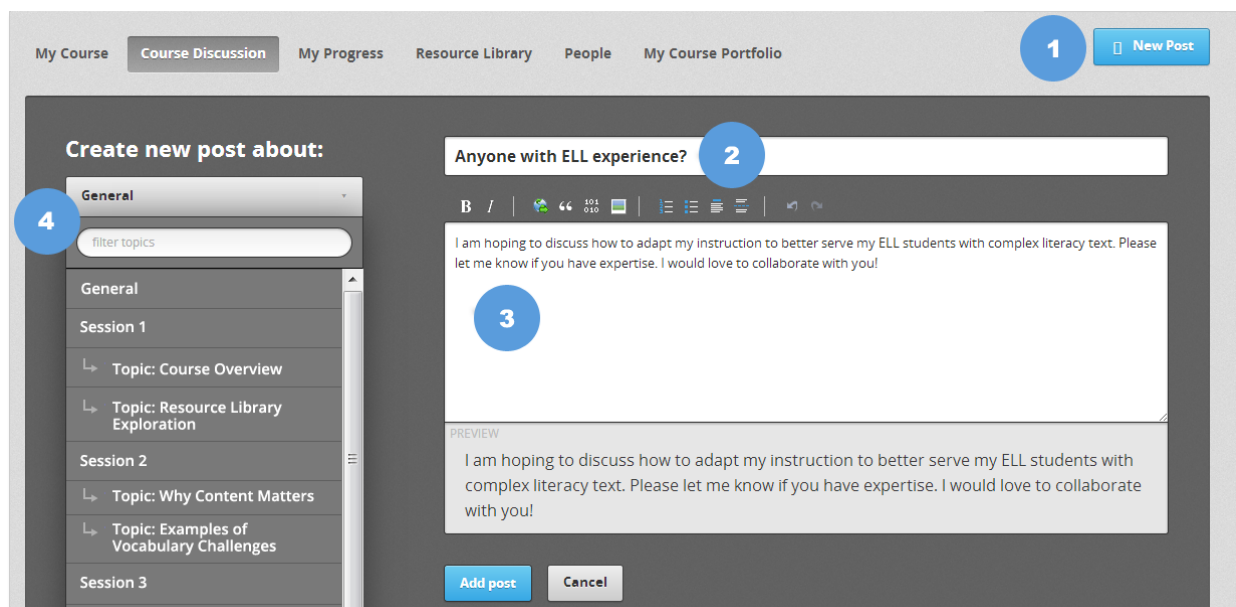 My Course Course Discussion My Progress Resource Library People My Course Portfolio 1 New Post
Create new post about:
General
4
filter topics
General
Session 1
Topic: Course Overview
Topic: Resource Library
Exploration
Session 2
Topic: Why Content Matters
Topic: Examples of
Vocabulary Challenges
Session 3
Anyone with ELL experience? 2
B I 101 010
I am hoping to discuss how to adapt my instruction to better serve my ELL students with complex literacy text. Please
let me know if you have expertise. I would love to collaborate with you!
3
PREVIEW
I am hoping to discuss how to adapt my instruction to better serve my ELL students with
complex literacy text. Please let me know if you have expertise. I would love to collaborate
with you!
Add post Cancel